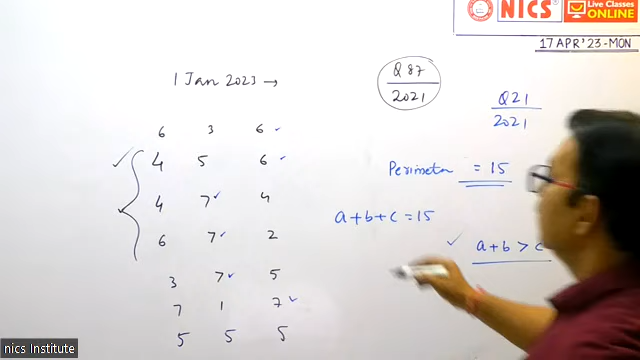 NICS
Live Classes
ONLINE
17 APR'23-MON
1 Jan 2023 →
Q 87
2021
Q21
2021
6 3 6 ✓
✓ 4 5 6 ✓
4 7 ✓ 4
6 7 ✓ 2
3 7 ✓ 5
7 1 7 ✓
5 5 5
Perimeter = 15
a+b+c = 15
✓ a+b > c
nics Institute